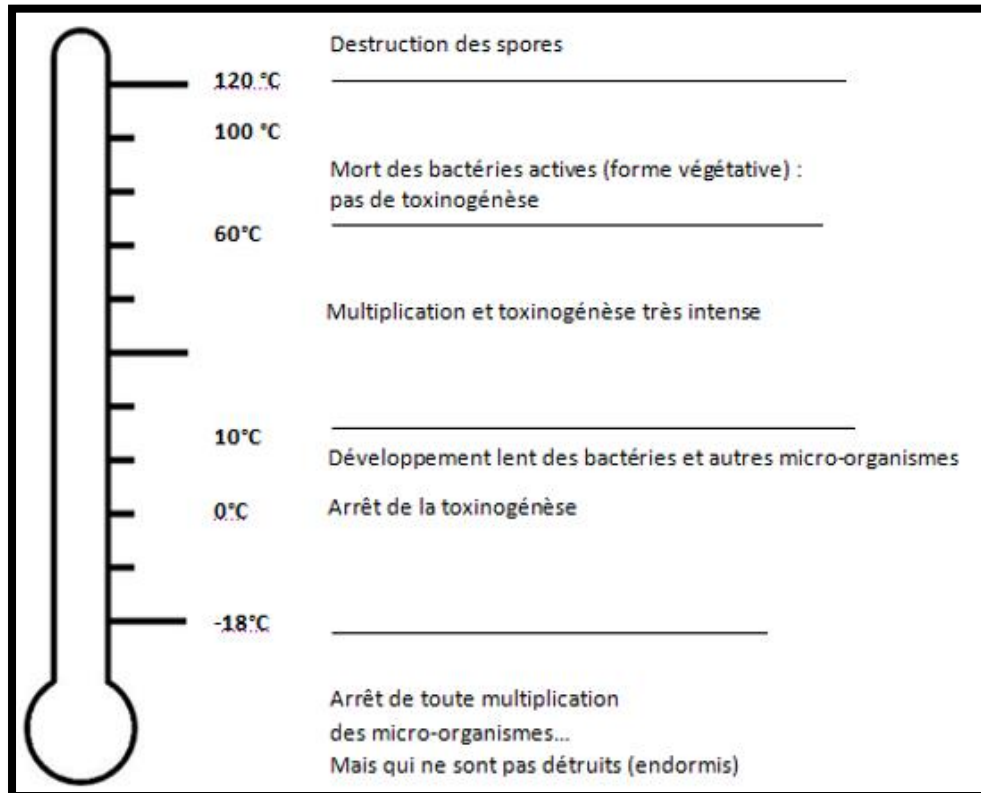 Destruction des spores
120 °C
100 °C
Mort des bactéries actives (forme végétative) :
pas de toxinogénèse
60°C
Multiplication et toxinogénèse très intense
10°C
Développement lent des bactéries et autres micro-organismes
0°C
Arrêt de la toxinogénèse
-18°C
Arrêt de toute multiplication
des micro-organismes...
Mais qui ne sont pas détruits (endormis)